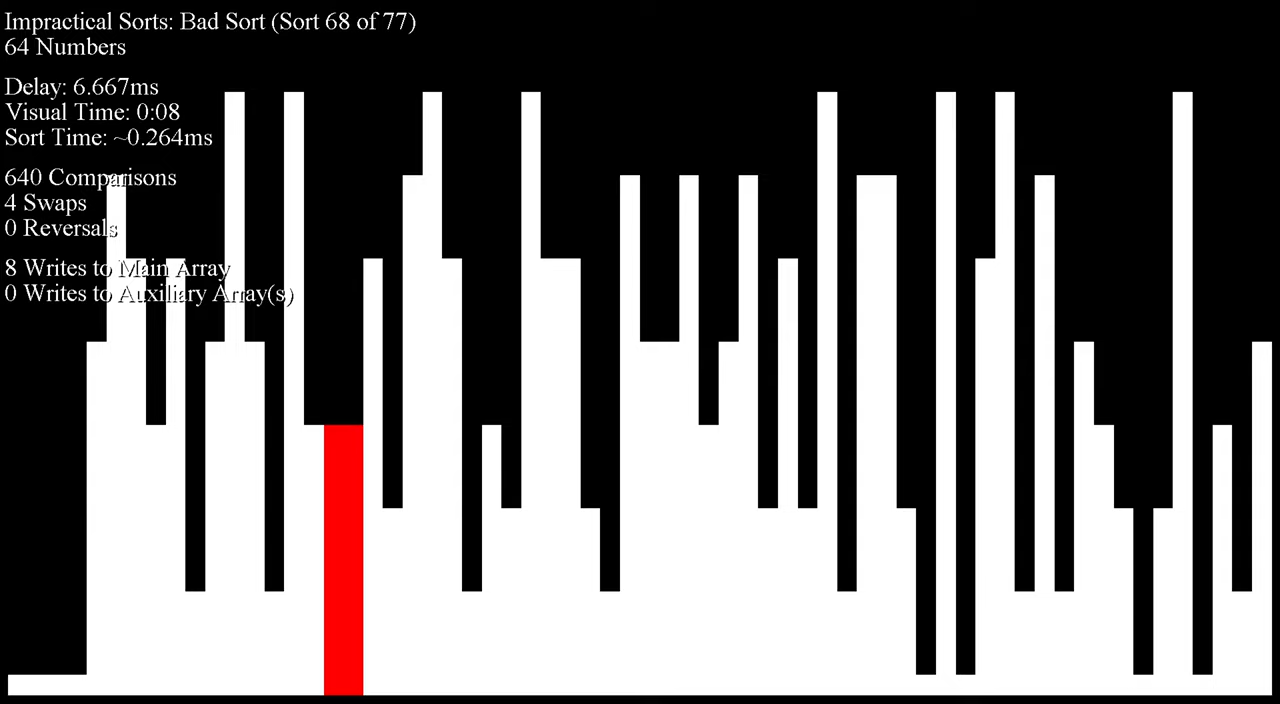 Impractical Sorts: Bad Sort (Sort 68 of 77)
64 Numbers
Delay: 6.667ms
Visual Time: 0:08
Sort Time: ~0.264ms
640 Comparisons
4 Swaps
0 Reversals
8 Writes to Main Array
0 Writes to Auxiliary Array(s)